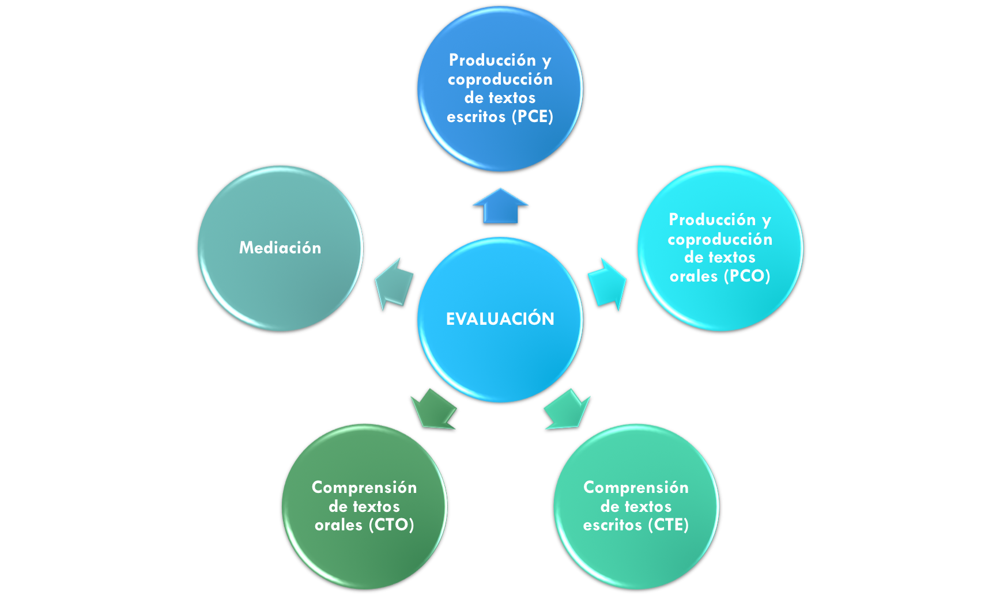 Producción y
coproducción
de textos
escritos (PCE)
Producción y
coproducción
de textos
orales (PCO)
Mediación
EVALUACIÓN
Comprensión
de textos
orales (CTO)
Comprensión
de textos
escritos (CTE)